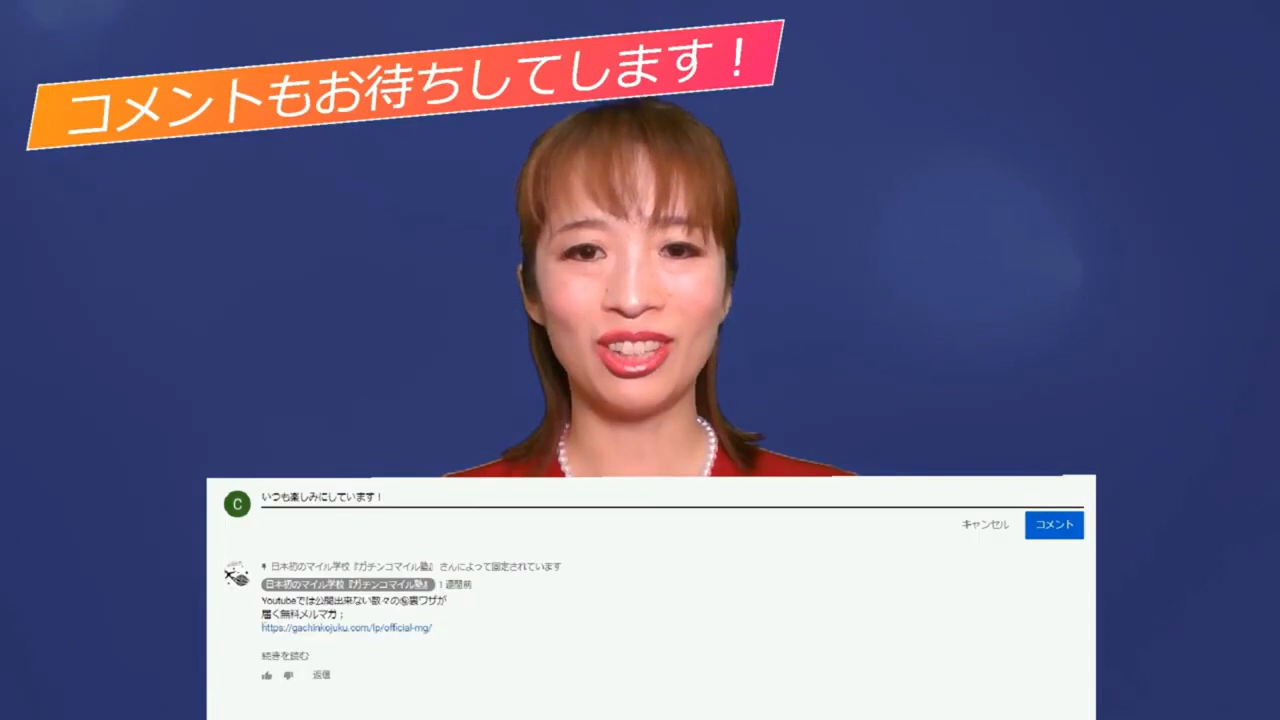 コメントもお待ちしてします！
C
いつも楽しみにしています！
キャンセル
コメント
日本初のマイル学校『ガチンコマイル塾』 さんによって固定されています
日本初のマイル学校『ガチンコマイル塾』 1 週間前
Youtubeでは公開出来ない数々の㊙裏ワザが
届く無料メルマガ；
https://gachinkojuku.com/lp/official-mg/
続きを読む
返信